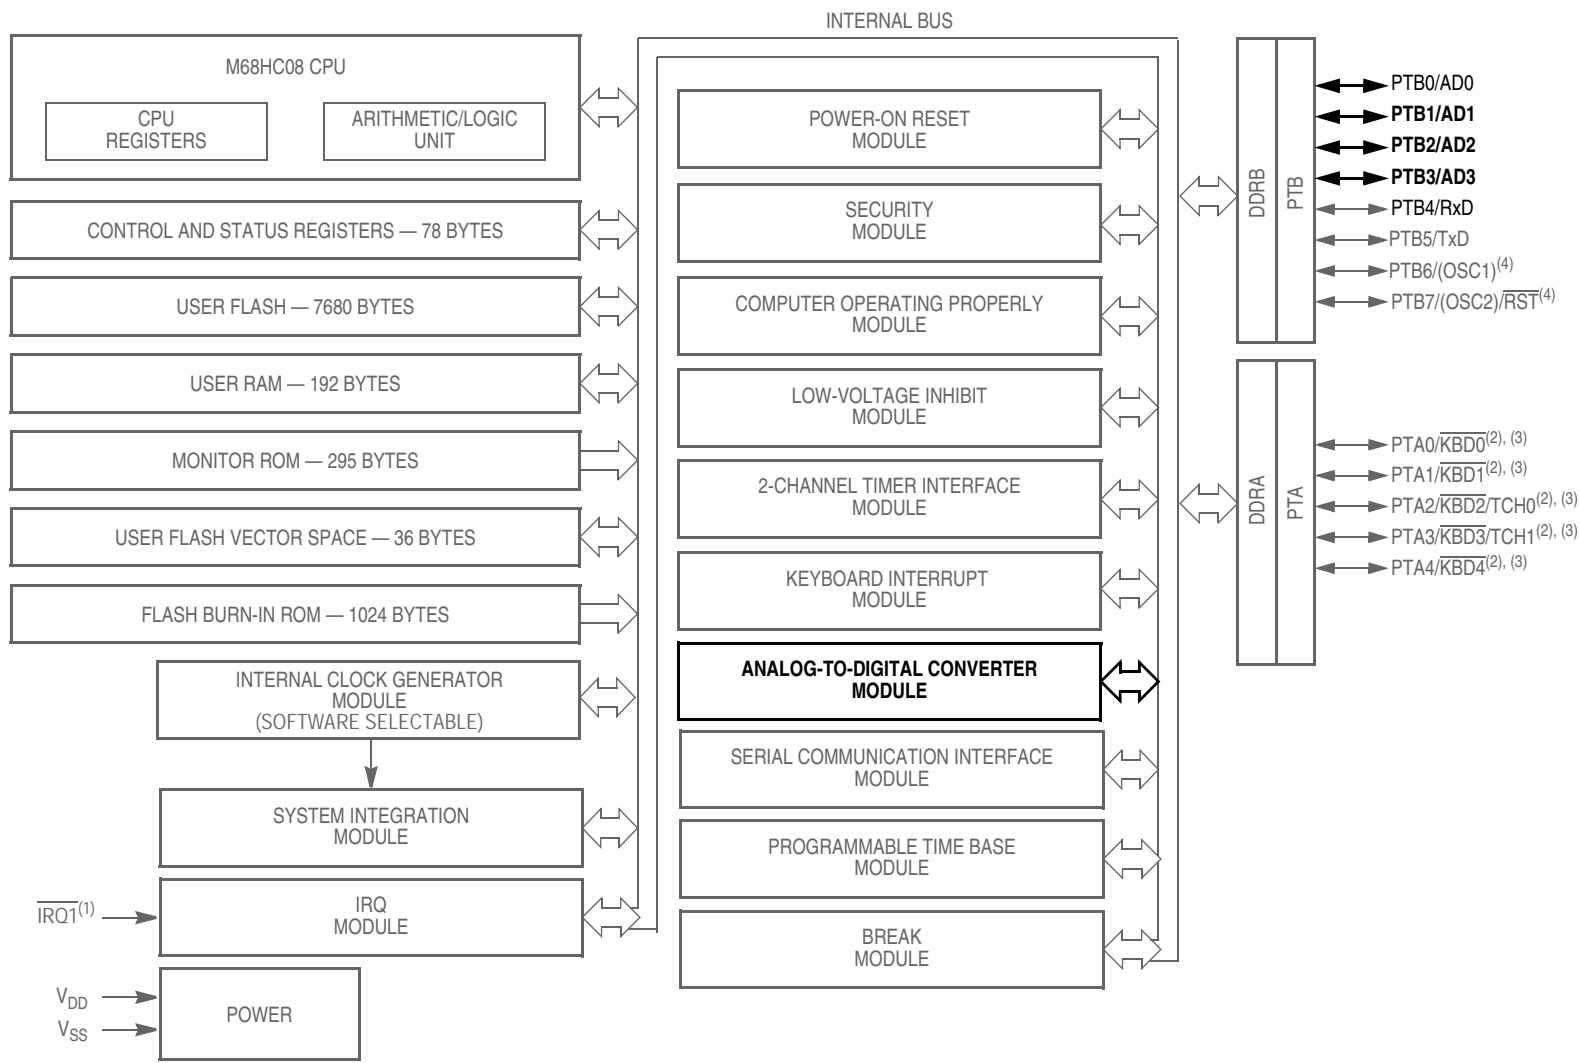 INTERNAL BUS
M68HC08 CPU
CPU
REGISTERS
ARITHMETIC/LOGIC
UNIT
CONTROL AND STATUS REGISTERS — 78 BYTES
USER FLASH — 7680 BYTES
USER RAM — 192 BYTES
MONITOR ROM — 295 BYTES
USER FLASH VECTOR SPACE — 36 BYTES
FLASH BURN-IN ROM — 1024 BYTES
INTERNAL CLOCK GENERATOR
MODULE
(SOFTWARE SELECTABLE)
SYSTEM INTEGRATION
MODULE
IRQ1(1)
IRQ
MODULE
VDD
VSS
POWER
POWER-ON RESET
MODULE
SECURITY
MODULE
COMPUTER OPERATING PROPERLY
MODULE
LOW-VOLTAGE INHIBIT
MODULE
2-CHANNEL TIMER INTERFACE
MODULE
KEYBOARD INTERRUPT
MODULE
ANALOG-TO-DIGITAL CONVERTER
MODULE
SERIAL COMMUNICATION INTERFACE
MODULE
PROGRAMMABLE TIME BASE
MODULE
BREAK
MODULE
DDRB
PTB
PTB0/AD0
PTB1/AD1
PTB2/AD2
PTB3/AD3
PTB4/RxD
PTB5/TxD
PTB6/(OSC1)(4)
PTB7/(OSC2)/RST(4)
DDRA
PTA
PTA0/KBD0(2), (3)
PTA1/KBD1(2), (3)
PTA2/KBD2/TCH0(2), (3)
PTA3/KBD3/TCH1(2), (3)
PTA4/KBD4(2), (3)